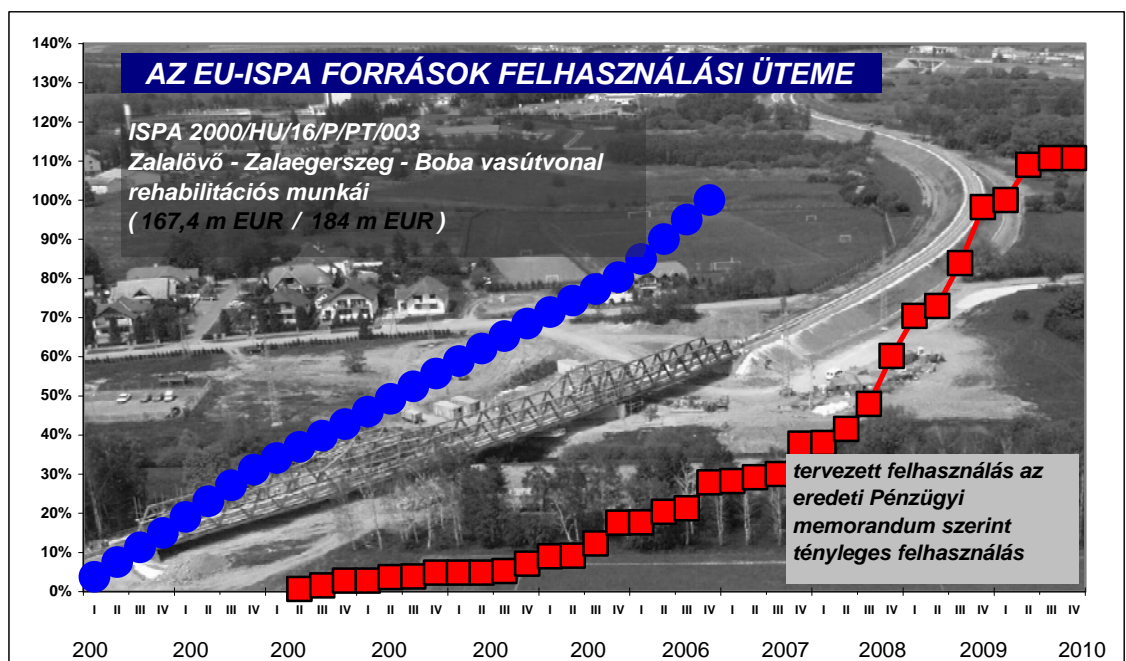 AZ EU-ISPA FORRÁSOK FELHASZNÁLÁSI ÜTEME
ISPA 2000/HU/16/P/PT/003
Zalalövő - Zalaegerszeg - Boba vasútvonal
rehabilitációs munkái
( 167,4 m EUR / 184 m EUR )
140%
130%
120%
110%
100%
90%
80%
70%
60%
50%
40%
30%
20%
10%
0%
tervezett felhasználás az
eredeti Pénzügyi
memorandum szerint
tényleges felhasználás
I II III IV I II III IV I II III IV I II III IV I II III IV I II III IV I II III IV I II III IV I II III IV I II III IV I II III IV
200 200 200 200 200 200 2006 2007 2008 2009 2010